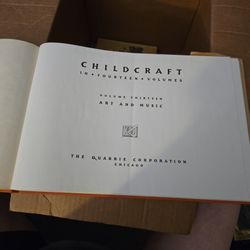 CHILDCRAFT
IN • FOURTEEN • VOLUMES
VOLUME THIRTEEN
ART AND MUSIC
THE QUARRIE CORPORATION
CHICAGO